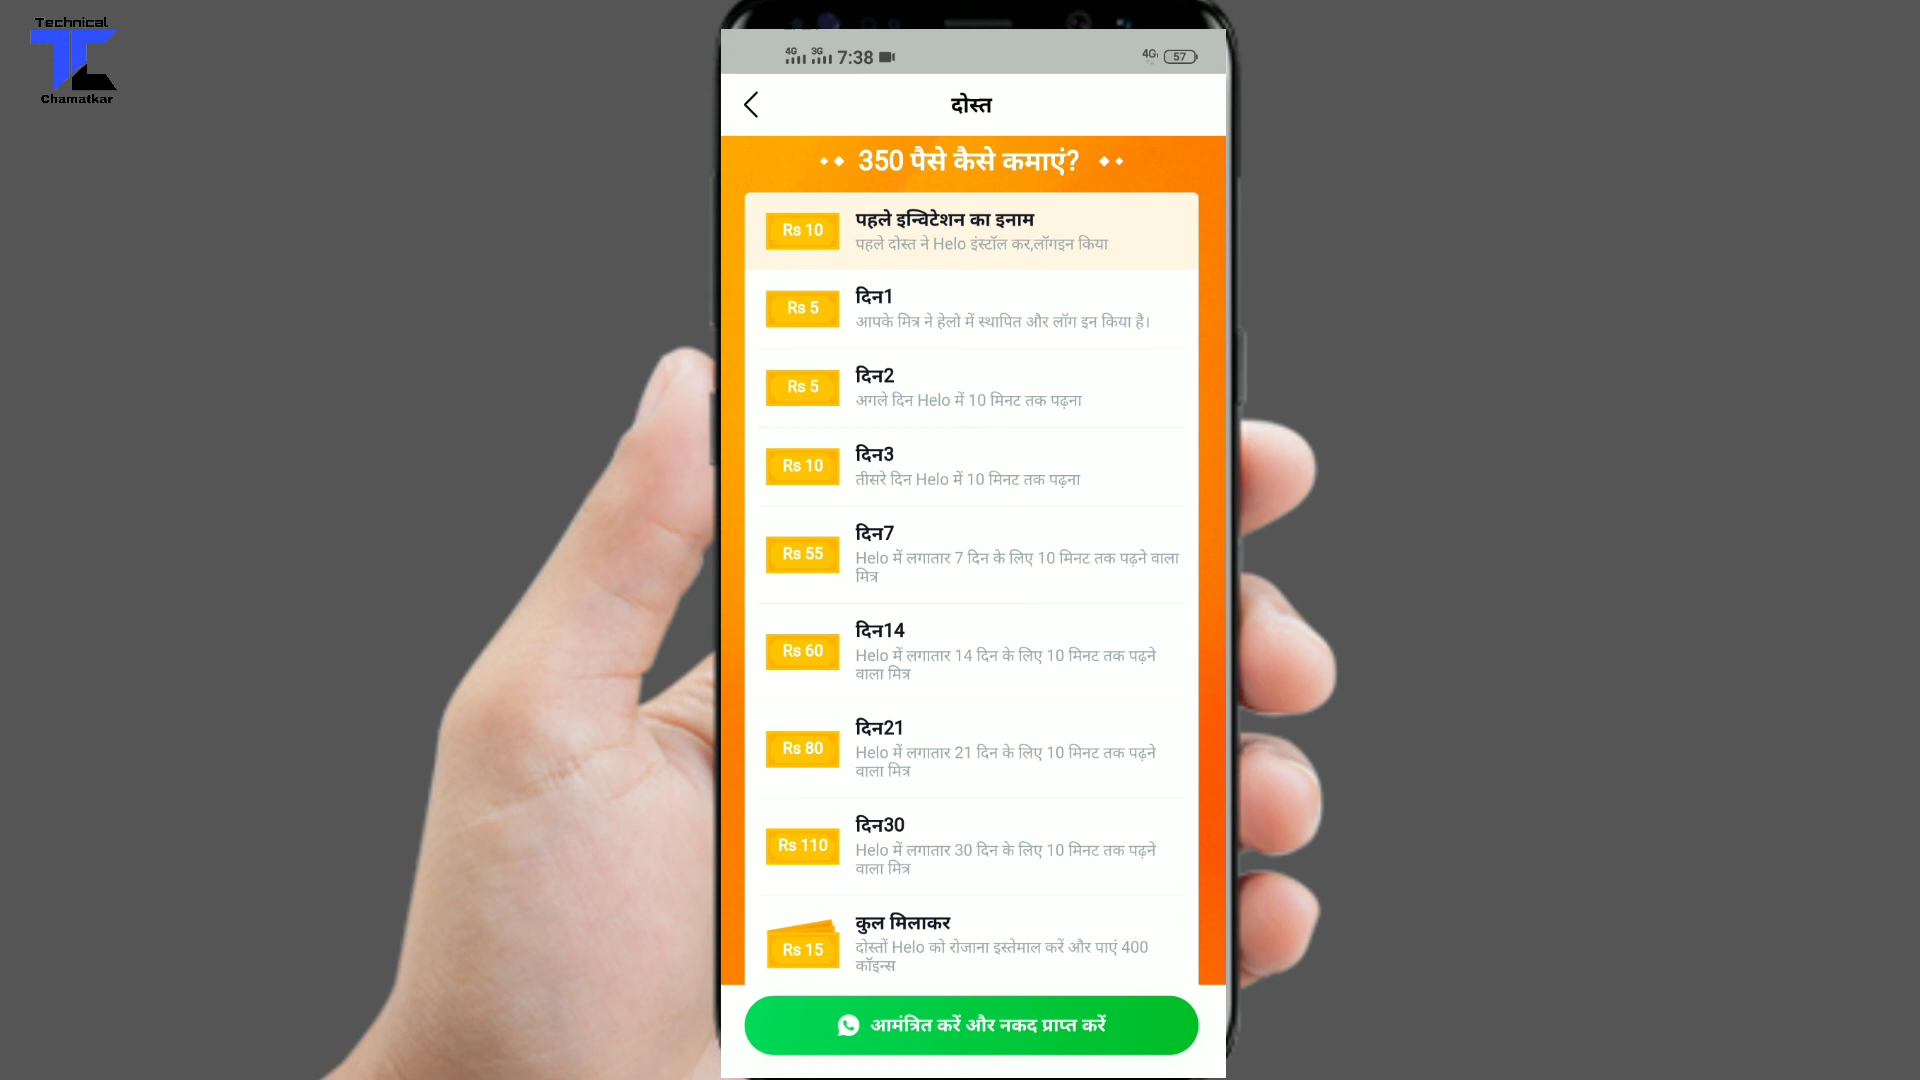 Technical
Chamatkar
4G 3G 7:38
4G 57
दोस्त
350 पैसे कैसे कमाएं?
Rs 10
पहले इन्विटेशन का इनाम
पहले दोस्त ने Helo इंस्टॉल कर,लॉगइन किया
Rs 5
दिन1
आपके मित्र ने हेलो में स्थापित और लॉग इन किया है।
Rs 5
दिन2
अगले दिन Helo में 10 मिनट तक पढ़ना
Rs 10
दिन3
तीसरे दिन Helo में 10 मिनट तक पढ़ना
Rs 55
दिन7
Helo में लगातार 7 दिन के लिए 10 मिनट तक पढ़ने वाला
मित्र
Rs 60
दिन14
Helo में लगातार 14 दिन के लिए 10 मिनट तक पढ़ने
वाला मित्र
Rs 80
दिन21
Helo में लगातार 21 दिन के लिए 10 मिनट तक पढ़ने
वाला मित्र
Rs 110
दिन30
Helo में लगातार 30 दिन के लिए 10 मिनट तक पढ़ने
वाला मित्र
Rs 15
कुल मिलाकर
दोस्तों Helo को रोजाना इस्तेमाल करें और पाएं 400
कॉइन्स
आमंत्रित करें और नकद प्राप्त करें